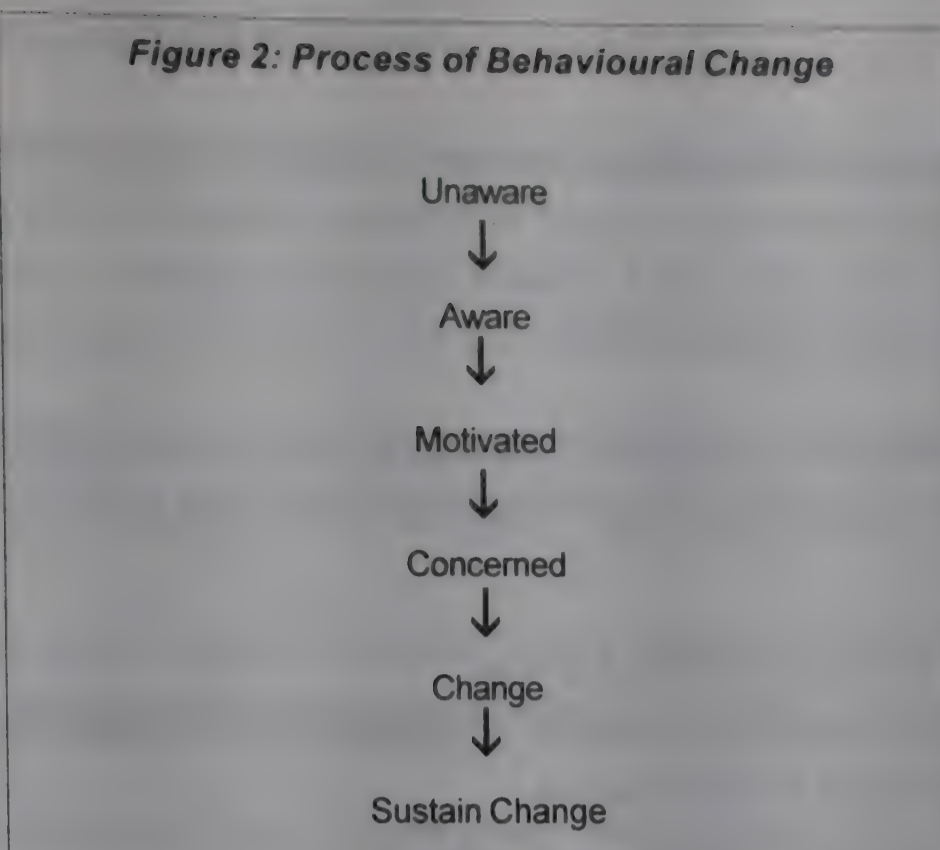 Figure 2: Process of Behavioural Change
Unaware
Aware
Motivated
Concerned
Change
Sustain Change